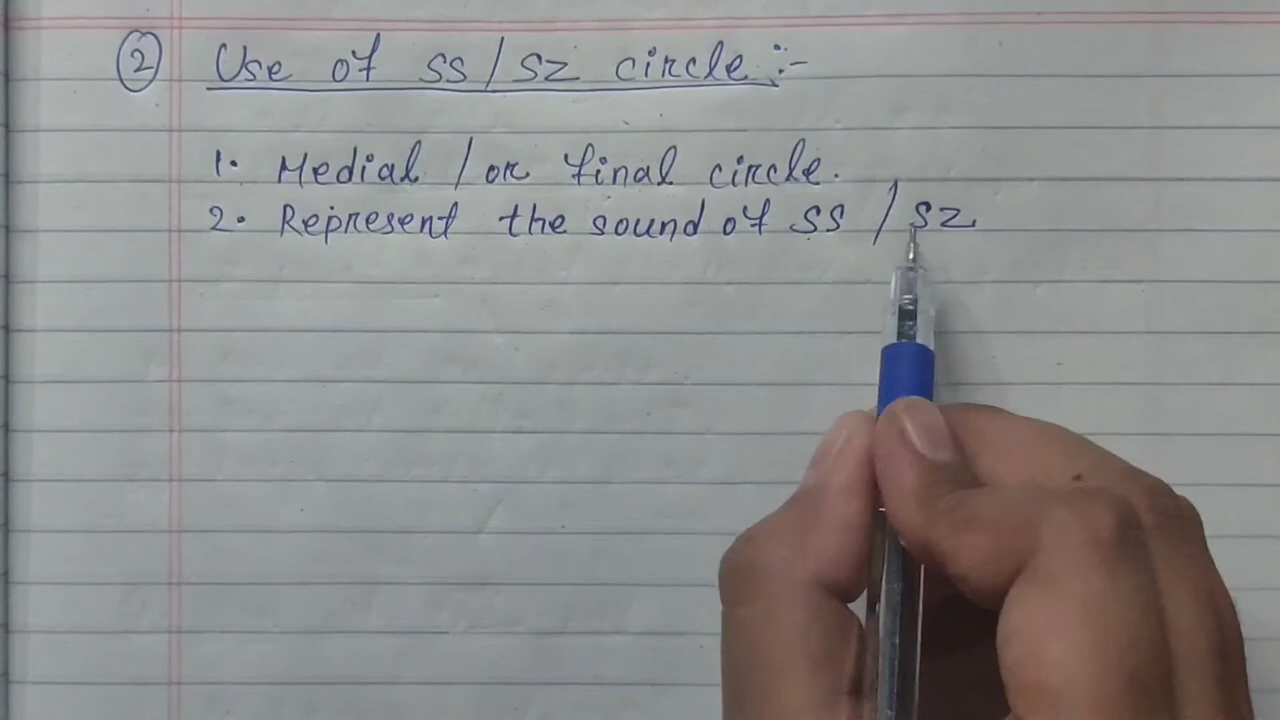 ② Use of ss/sz circle :-
1. Medial / or final circle.
2. Represent the sound of ss / sz